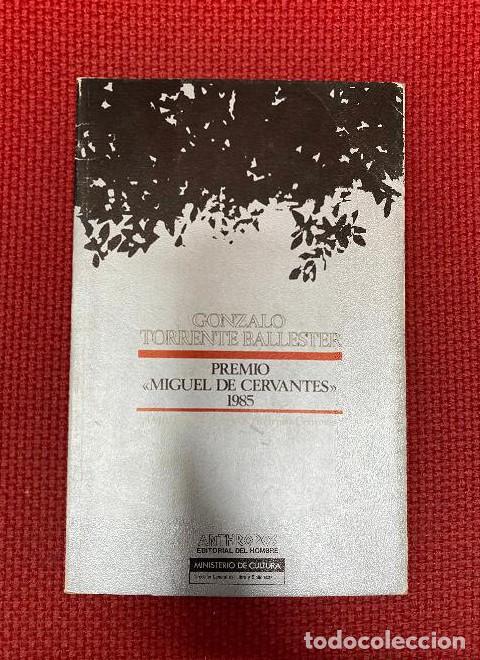 GONZALO
TORRENTE BALLESTER
PREMIO
«MIGUEL DE CERVANTES»
1985
ANTHROPOS
EDITORIAL DEL HOMBRE
MINISTERIO DE CULTURA
todocoleccion